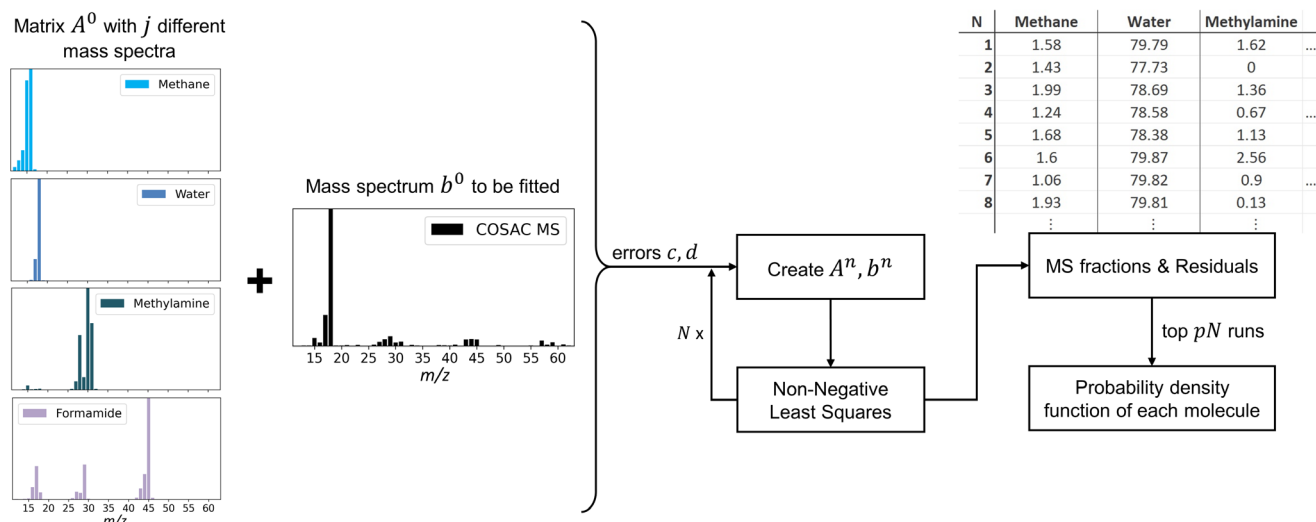 Matrix A⁰ with j different
mass spectra
Methane
Water
Methylamine
Formamide
15 20 25 30 35 40 45 50 55 60
m/z
+
Mass spectrum b⁰ to be fitted
COSAC MS
15 20 25 30 35 40 45 50 55 60
m/z
errors c, d
N x
Create Aⁿ, bⁿ
Non-Negative
Least Squares
N Methane Water Methylamine
1 1.58 79.79 1.62 ...
2 1.43 77.73 0
3 1.99 78.69 1.36
4 1.24 78.58 0.67 ...
5 1.68 78.38 1.13
6 1.6 79.87 2.56
7 1.06 79.82 0.9 ...
8 1.93 79.81 0.13
⋮ ⋮ ⋮
MS fractions & Residuals
top pN runs
Probability density
function of each molecule